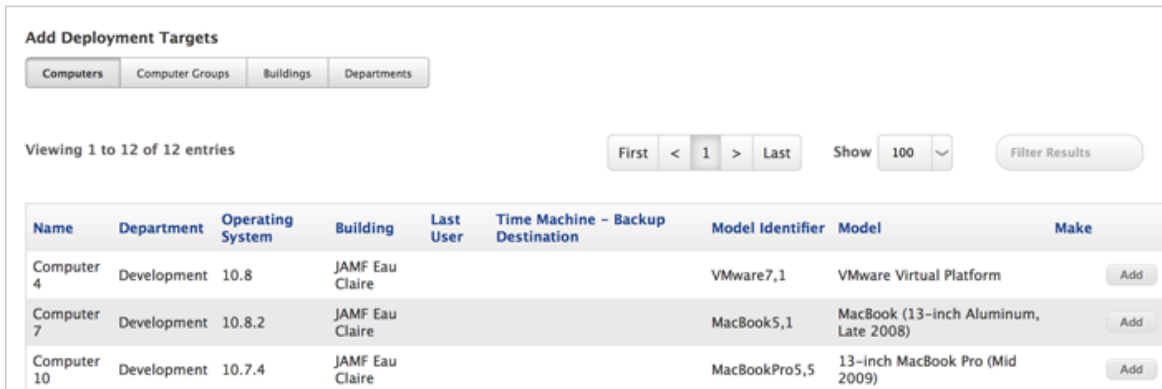 Add Deployment Targets
Computers Computer Groups Buildings Departments
Viewing 1 to 12 of 12 entries First < 1 > Last Show 100 Filter Results
Name Department Operating System Building Last User Time Machine – Backup Destination Model Identifier Model Make
Computer 4 Development 10.8 JAMF Eau Claire VMware7,1 VMware Virtual Platform Add
Computer 7 Development 10.8.2 JAMF Eau Claire MacBook5,1 MacBook (13-inch Aluminum, Late 2008) Add
Computer 10 Development 10.7.4 JAMF Eau Claire MacBookPro5,5 13-inch MacBook Pro (Mid 2009) Add